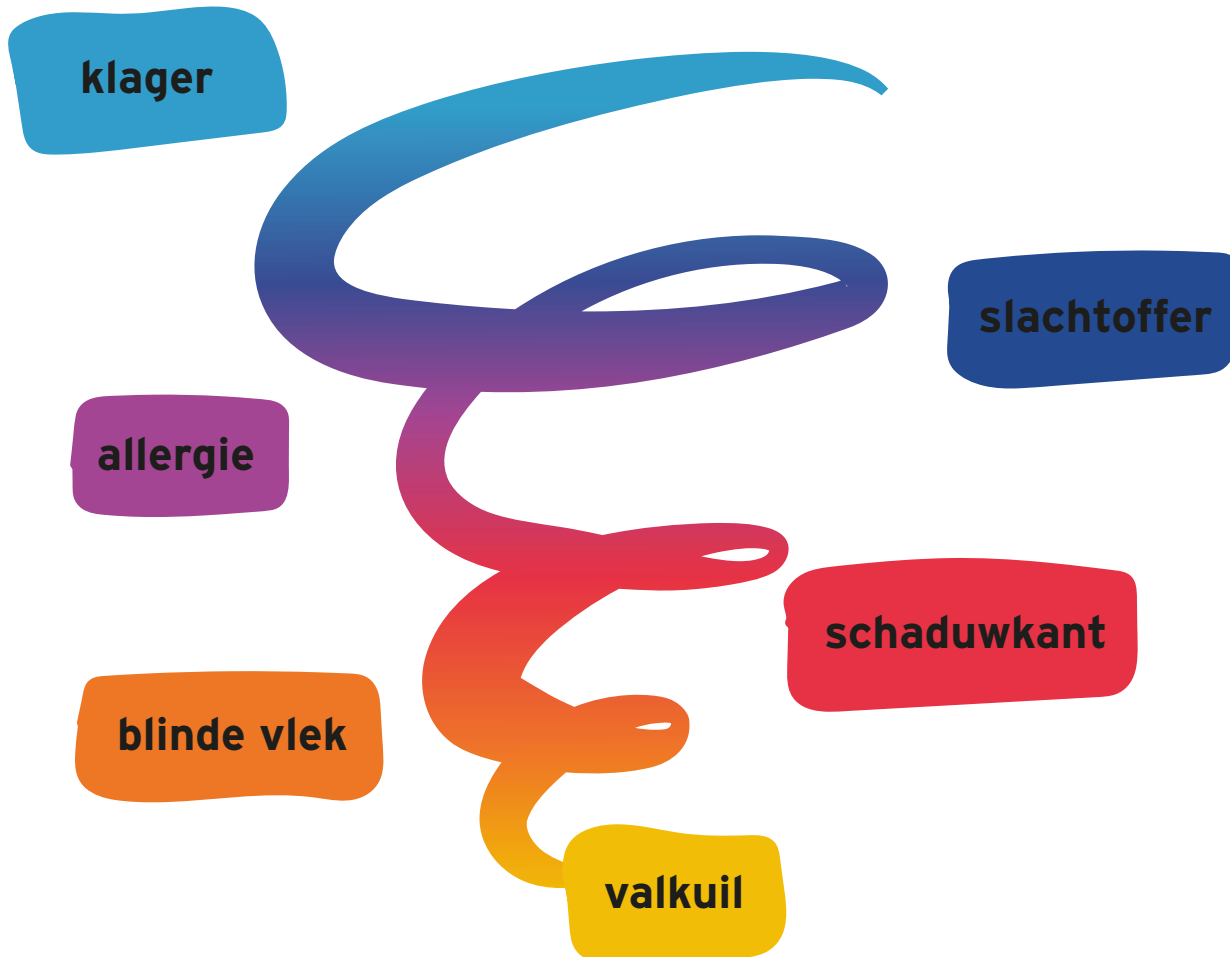 klager
slachtoffer
allergie
schaduwkant
blinde vlek
valkuil